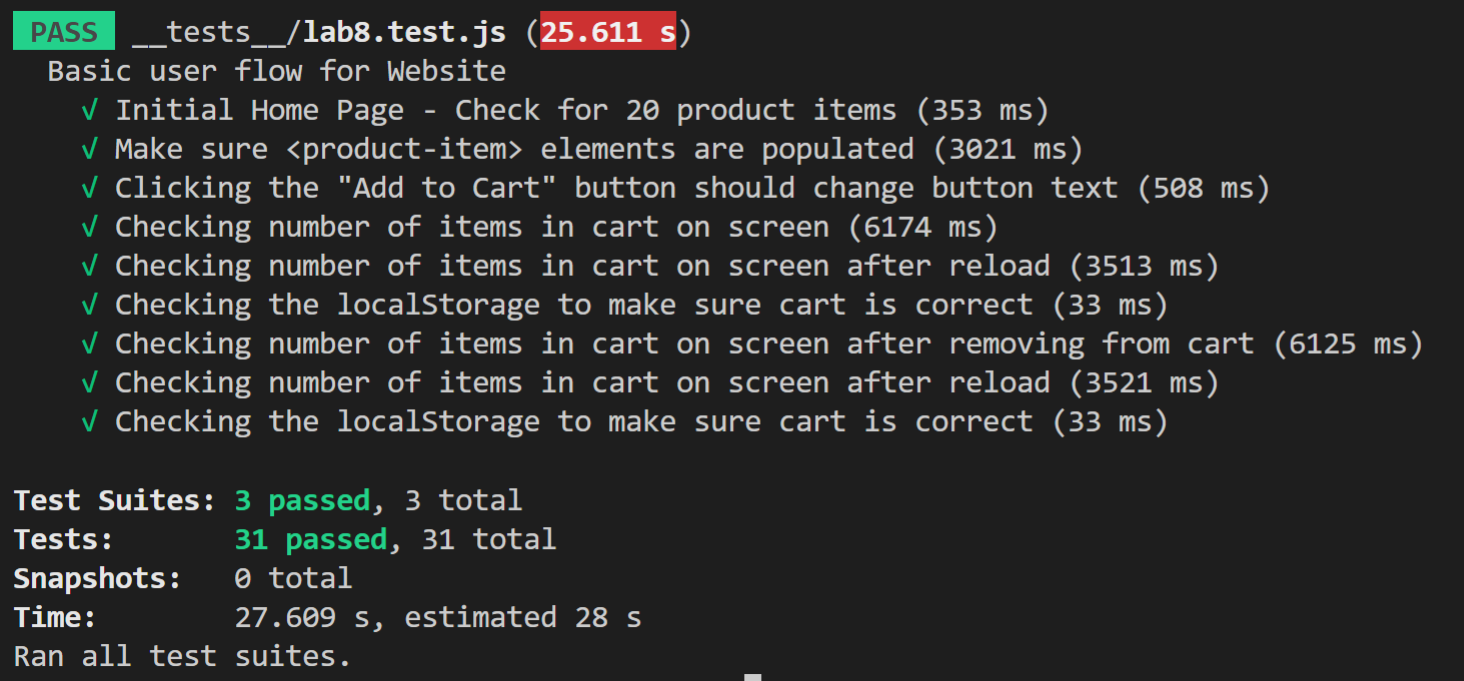 PASS __tests__/lab8.test.js (25.611 s)
Basic user flow for Website
√ Initial Home Page - Check for 20 product items (353 ms)
√ Make sure <product-item> elements are populated (3021 ms)
√ Clicking the "Add to Cart" button should change button text (508 ms)
√ Checking number of items in cart on screen (6174 ms)
√ Checking number of items in cart on screen after reload (3513 ms)
√ Checking the localStorage to make sure cart is correct (33 ms)
√ Checking number of items in cart on screen after removing from cart (6125 ms)
√ Checking number of items in cart on screen after reload (3521 ms)
√ Checking the localStorage to make sure cart is correct (33 ms)
Test Suites: 3 passed, 3 total
Tests: 31 passed, 31 total
Snapshots: 0 total
Time: 27.609 s, estimated 28 s
Ran all test suites.